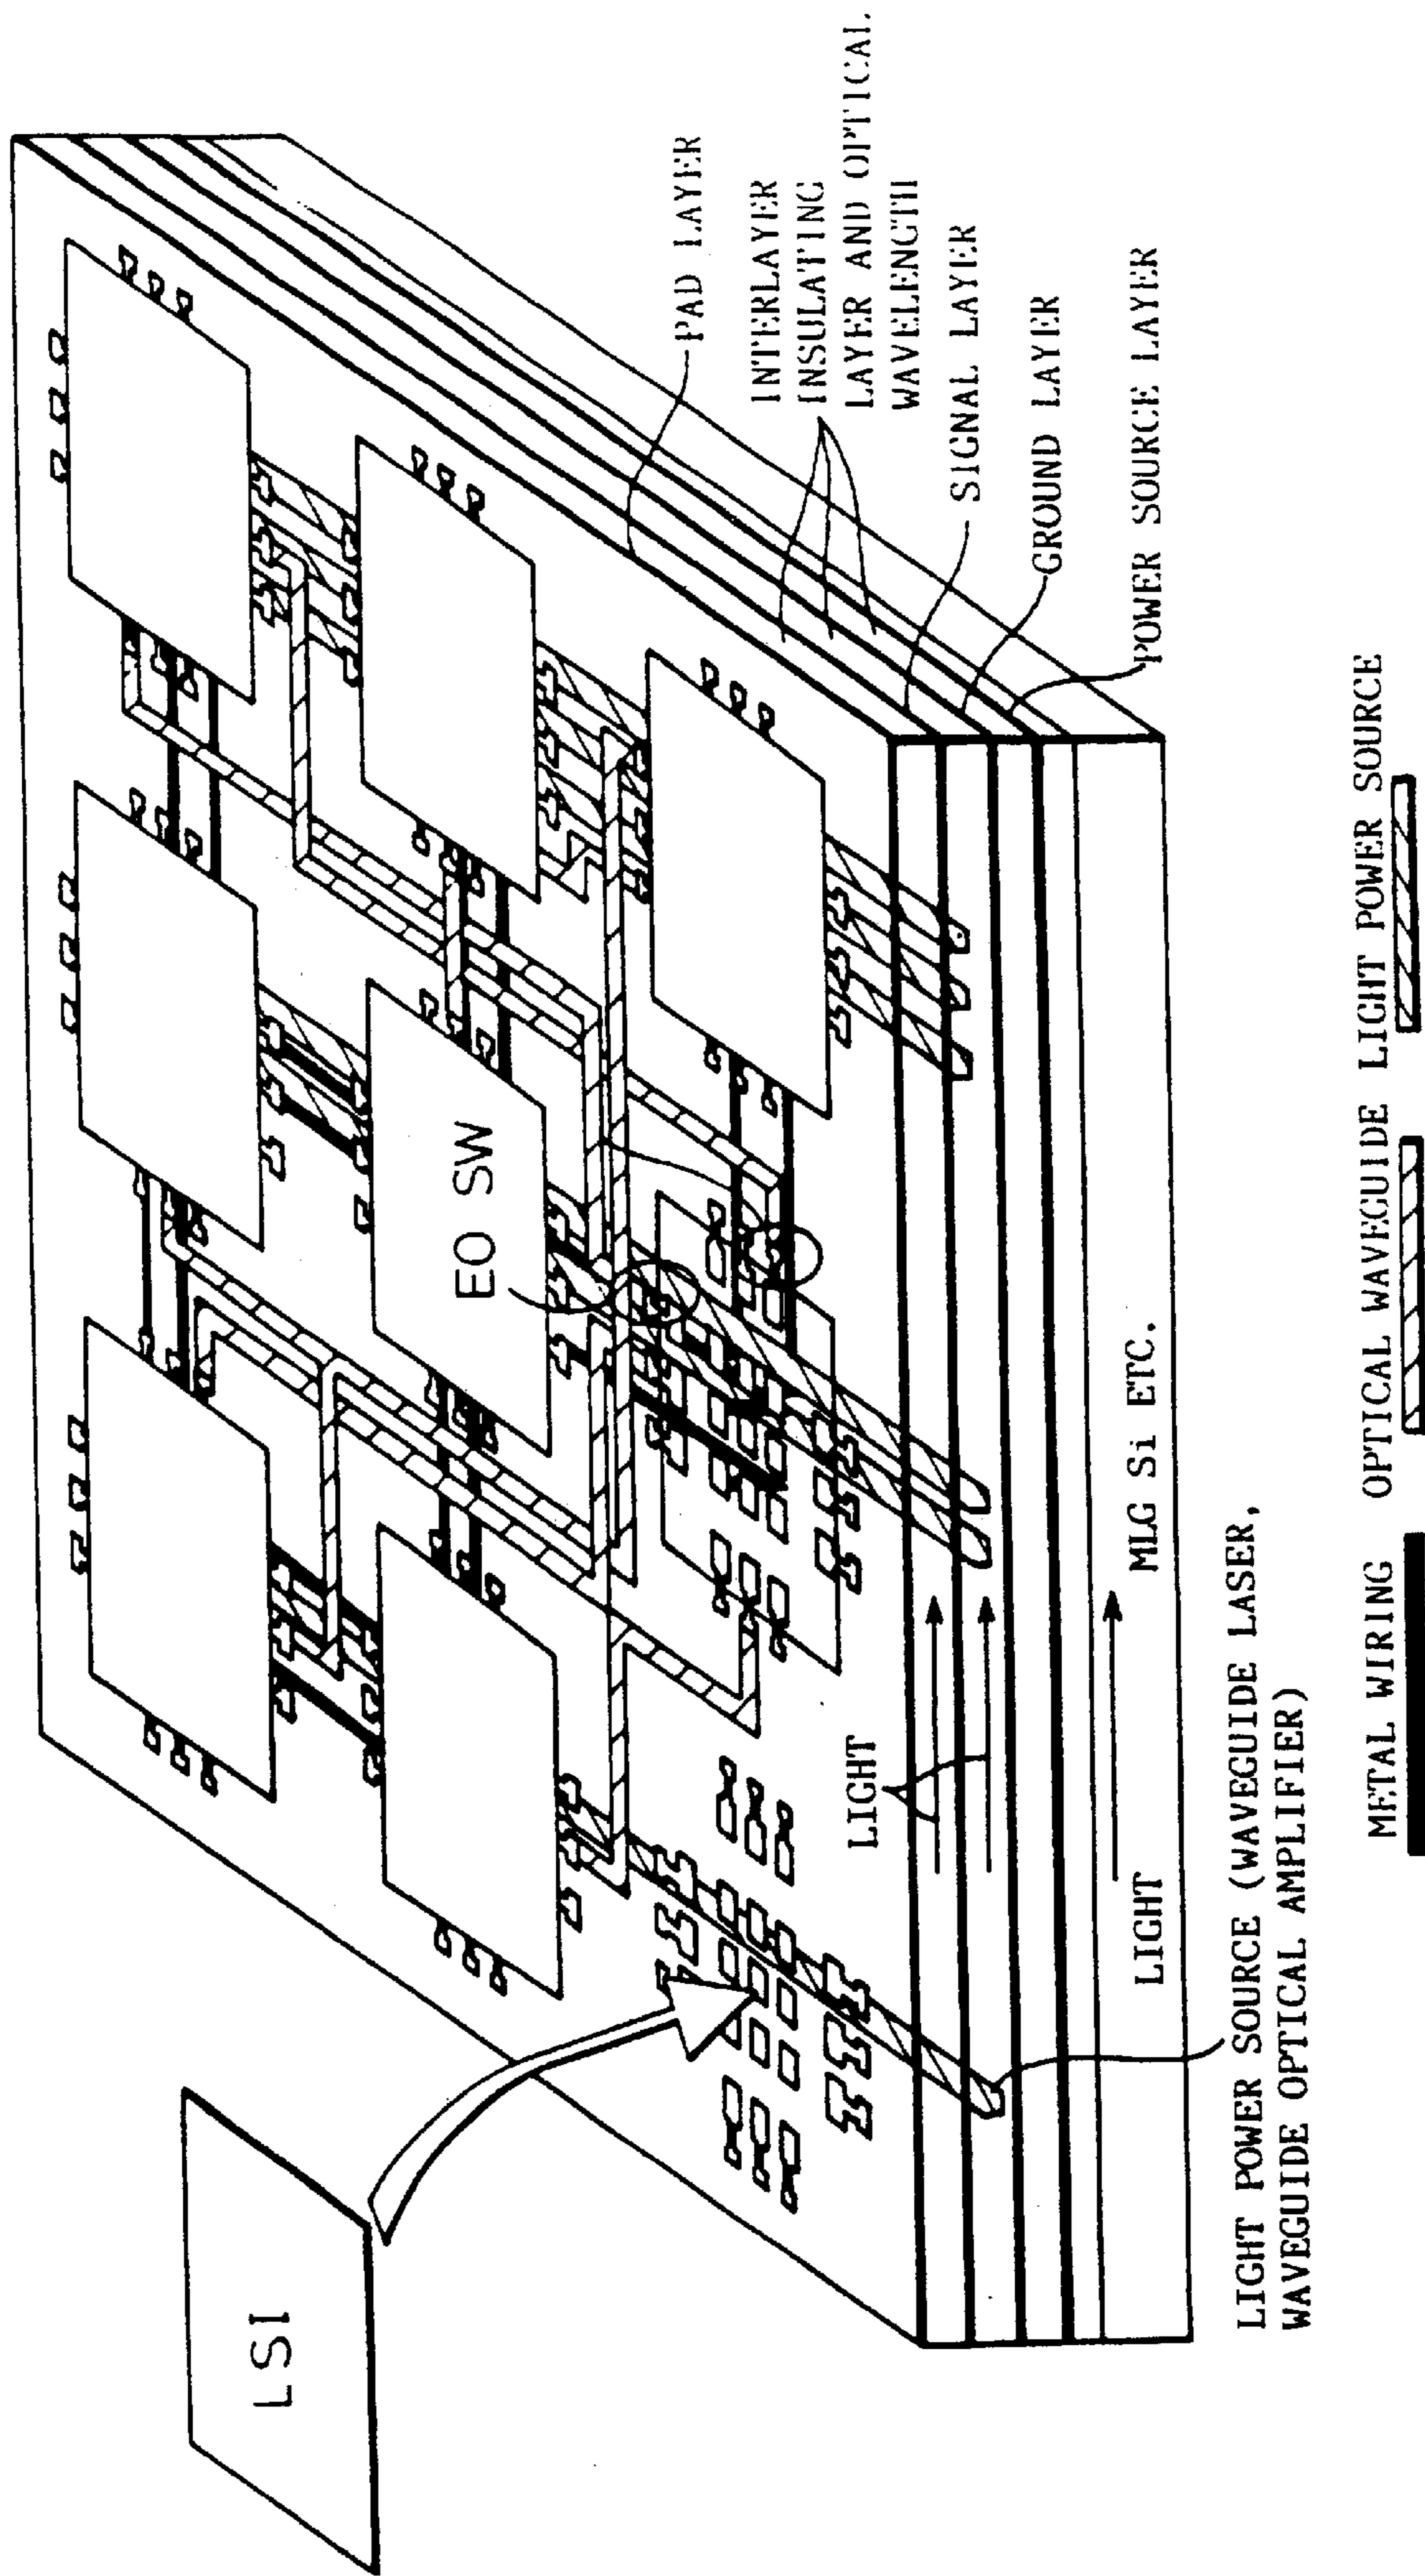 LSI
EO SW
PAD LAYER
INTERLAYER
INSULATING
LAYER AND OPTICAL
WAVELENGTH
SIGNAL LAYER
GROUND LAYER
POWER SOURCE LAYER
LIGHT
LIGHT
MLG Si ETC.
LIGHT POWER SOURCE (WAVEGUIDE LASER,
WAVEGUIDE OPTICAL AMPLIFIER)
METAL WIRING
OPTICAL WAVEGUIDE
LIGHT POWER SOURCE